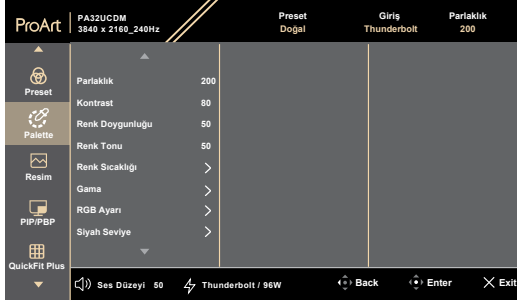 ProArt
PA32UCDM
3840 x 2160_240Hz
Preset
Doğal
Giriş
Thunderbolt
Parlaklık
200
Preset
Palette
Resim
PIP/PBP
QuickFit Plus
Parlaklık 200
Kontrast 80
Renk Doygunluğu 50
Renk Tonu 50
Renk Sıcaklığı
Gama
RGB Ayarı
Siyah Seviye
Ses Düzeyi 50
Thunderbolt / 96W
Back
Enter
Exit